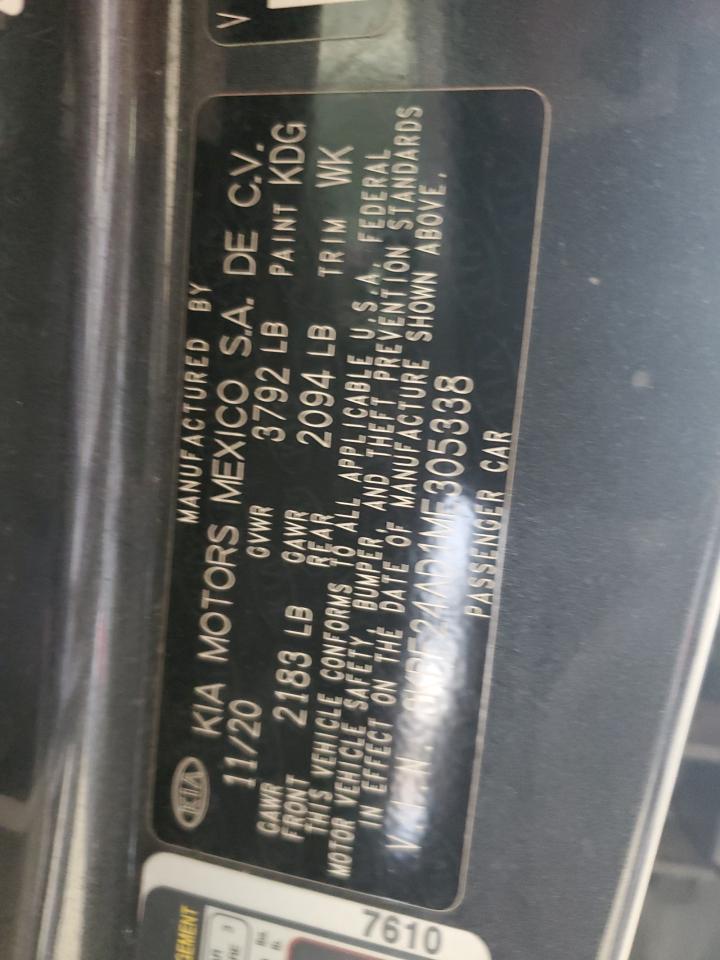 V
MANUFACTURED BY
KIA KIA MOTORS MEXICO S.A. DE C.V.
11/20 GVWR 3792 LB PAINT KDG
GAWR FRONT 2183 LB GAWR REAR 2094 LB TRIM WK
THIS VEHICLE CONFORMS TO ALL APPLICABLE U.S.A. FEDERAL
MOTOR VEHICLE SAFETY, BUMPER, AND THEFT PREVENTION STANDARDS
IN EFFECT ON THE DATE OF MANUFACTURE SHOWN ABOVE.
V.I.N.
PASSENGER CAR
7610